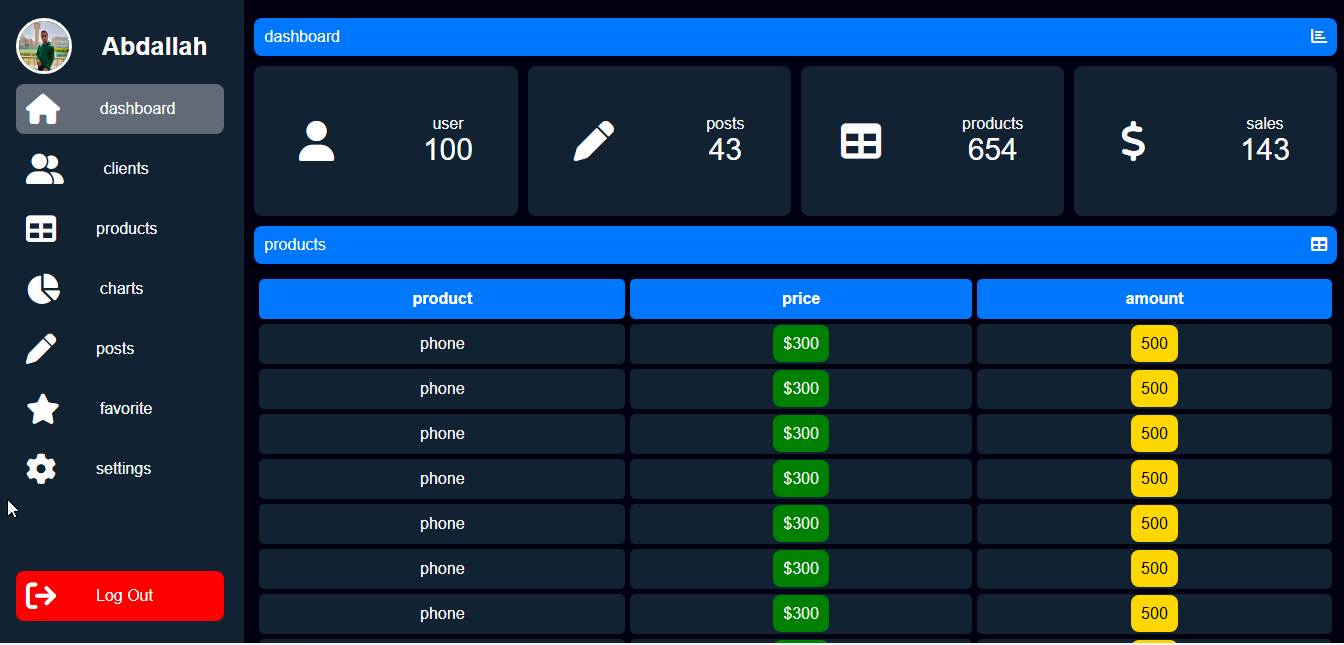 Abdallah
dashboard
clients
products
charts
posts
favorite
settings
Log Out
dashboard
user
100
posts
43
products
654
sales
143
products
product price amount
phone $300 500
phone $300 500
phone $300 500
phone $300 500
phone $300 500
phone $300 500
phone $300 500